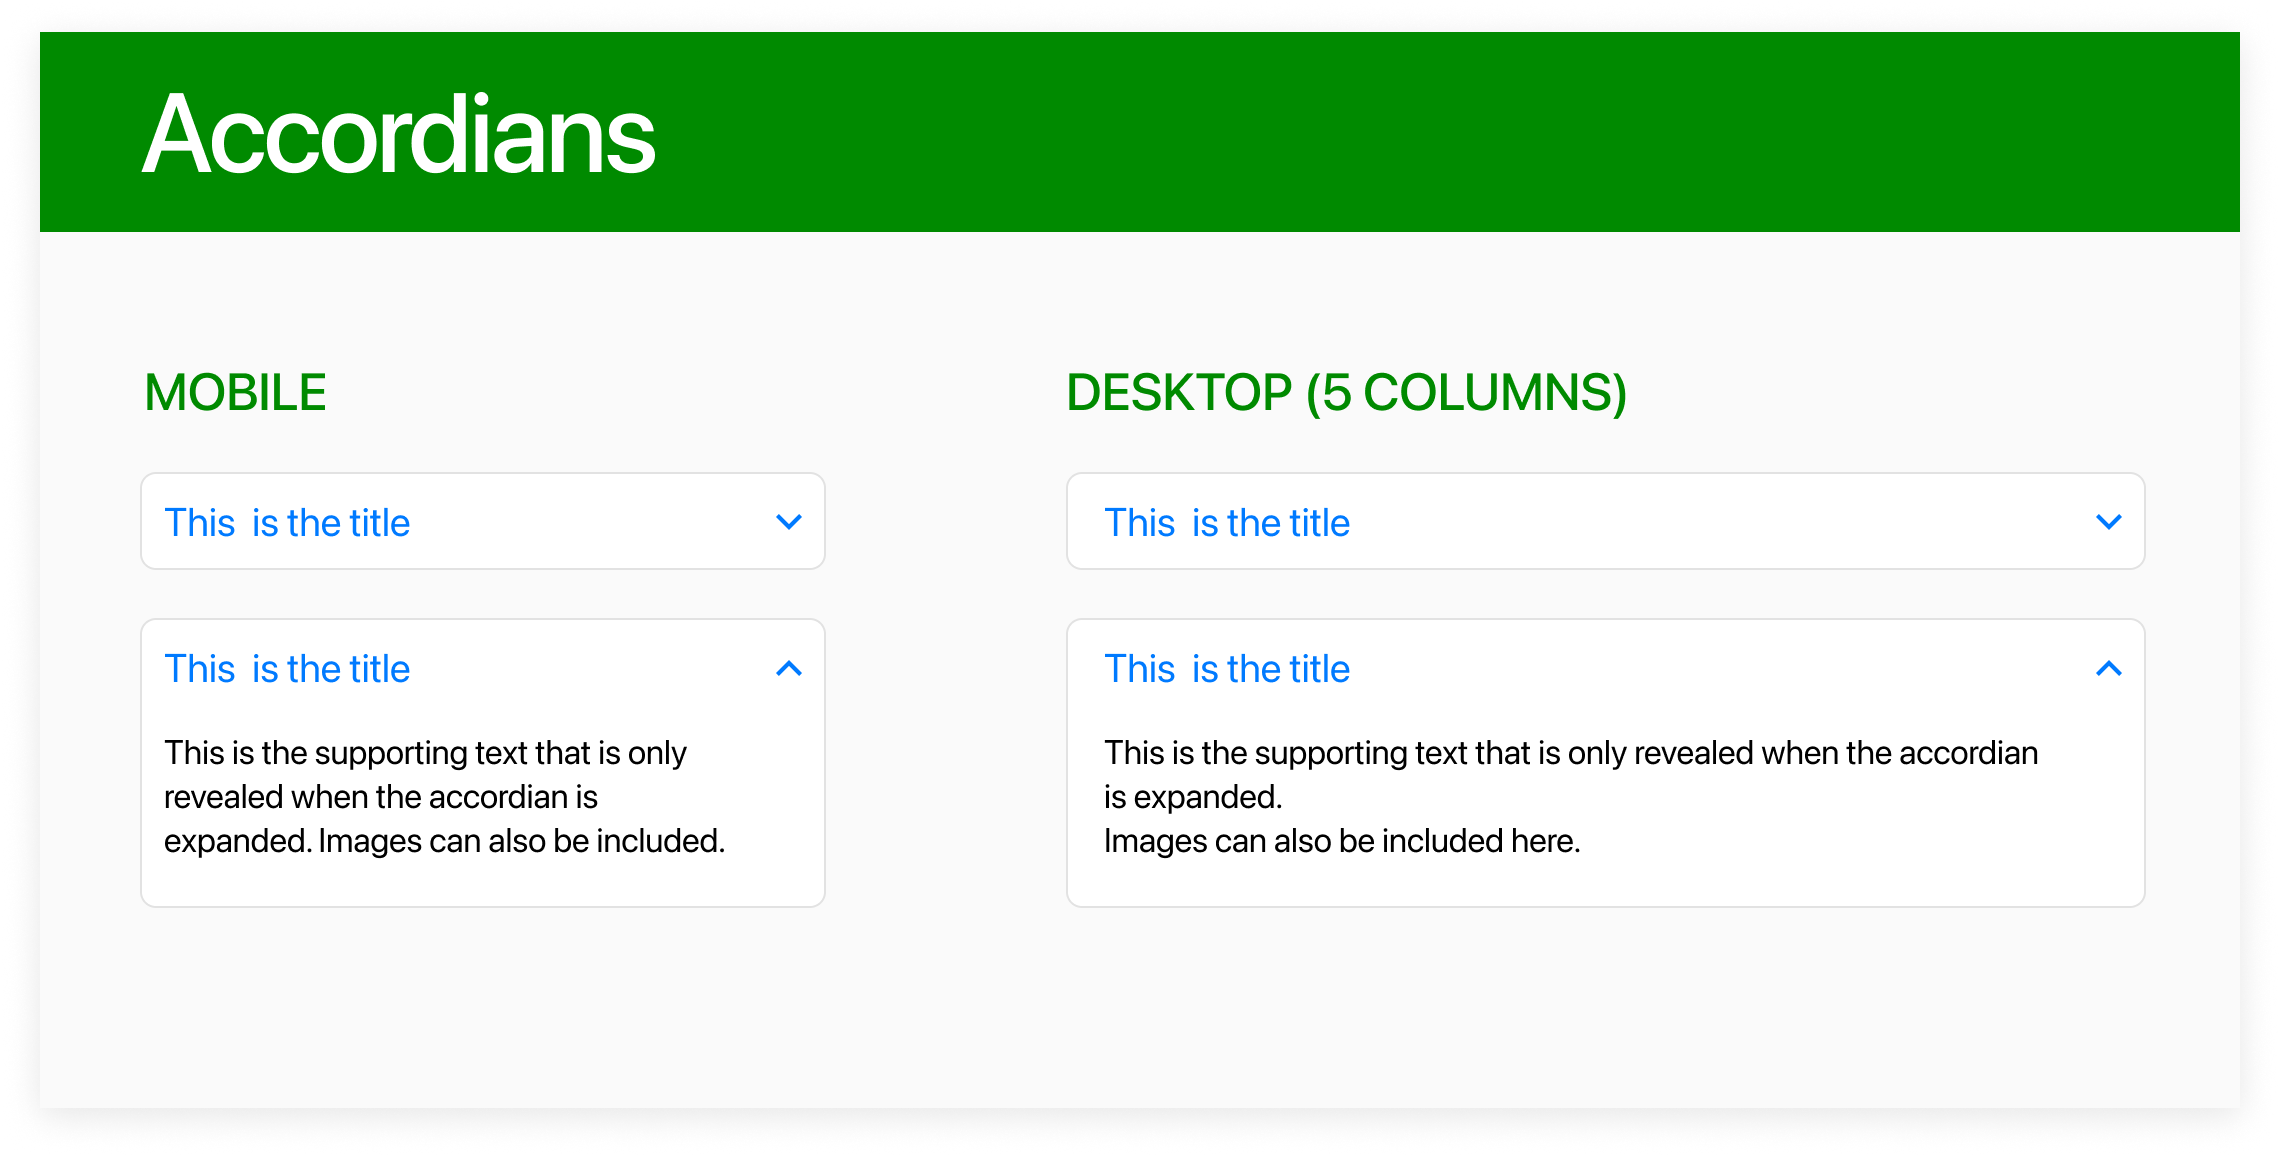 Accordians
MOBILE
This  is the title
This  is the title
This is the supporting text that is only
revealed when the accordian is
expanded. Images can also be included.
DESKTOP (5 COLUMNS)
This  is the title
This  is the title
This is the supporting text that is only revealed when the accordian
is expanded.
Images can also be included here.